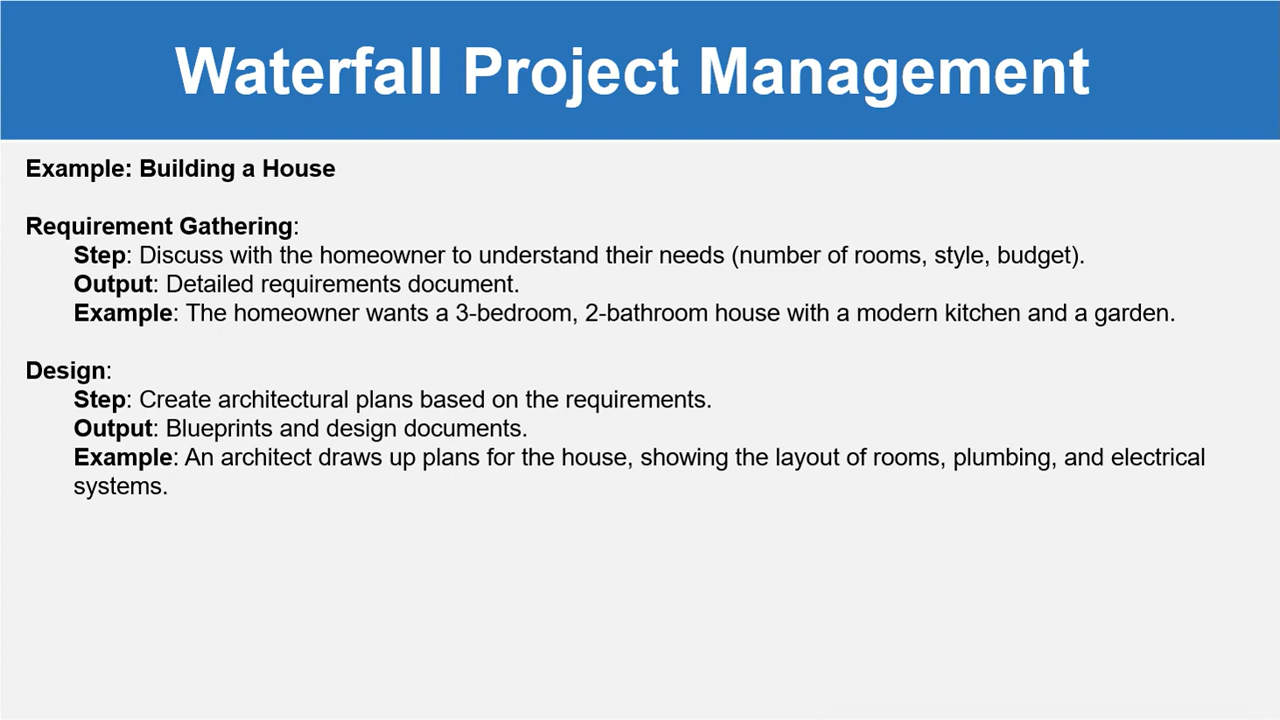 Waterfall Project Management
Example: Building a House
Requirement Gathering:
Step: Discuss with the homeowner to understand their needs (number of rooms, style, budget).
Output: Detailed requirements document.
Example: The homeowner wants a 3-bedroom, 2-bathroom house with a modern kitchen and a garden.
Design:
Step: Create architectural plans based on the requirements.
Output: Blueprints and design documents.
Example: An architect draws up plans for the house, showing the layout of rooms, plumbing, and electrical
systems.